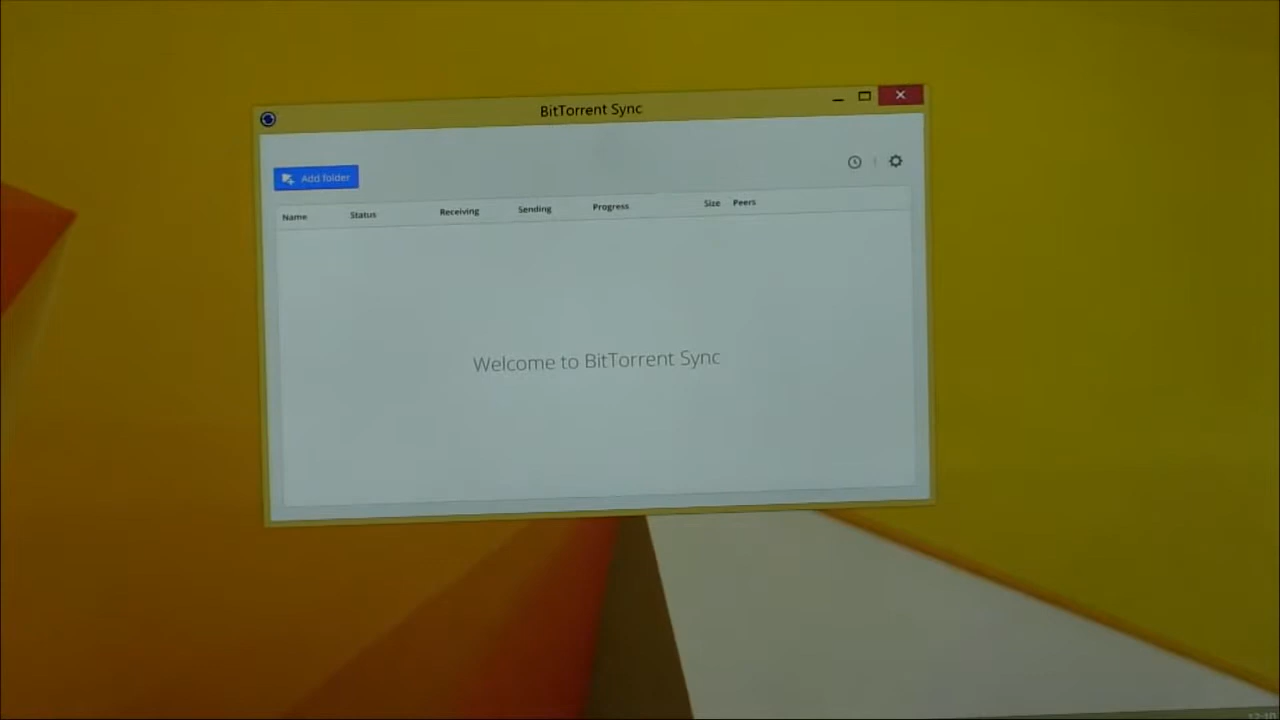 BitTorrent Sync
Add folder
Name Status Receiving Sending Progress Size Peers
Welcome to BitTorrent Sync